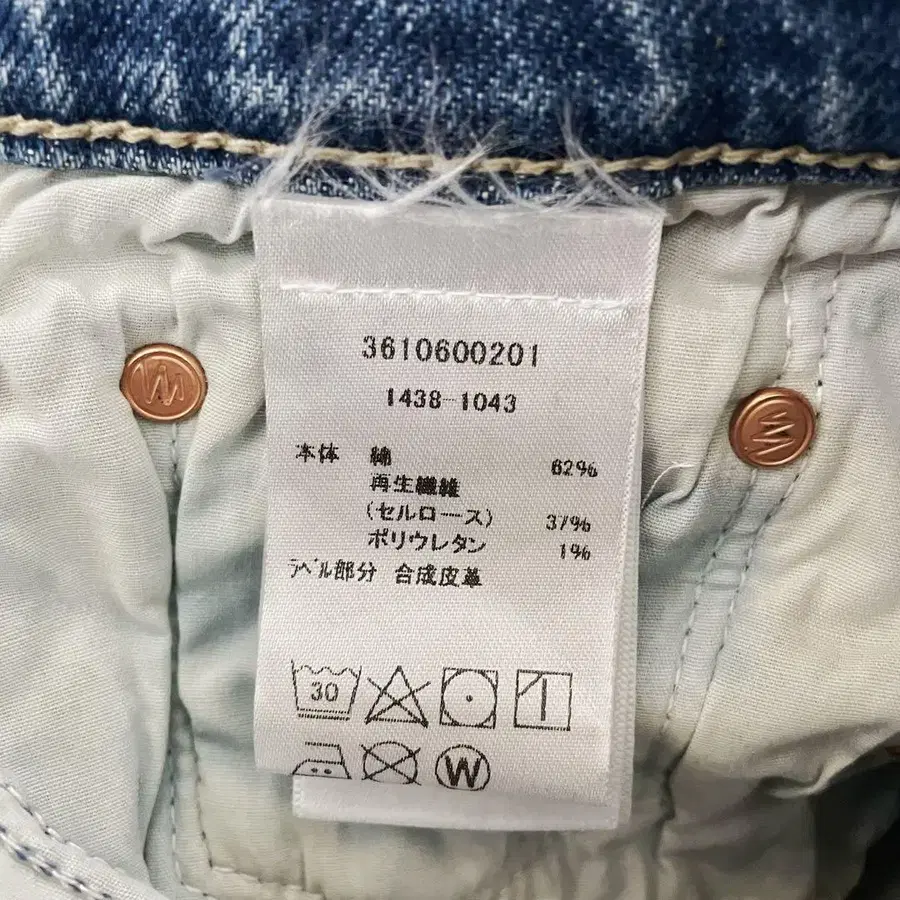 3610600201
1438-1043
本体 綿 62%
再生繊維
(セルロース) 37%
ポリウレタン 1%
ラベル部分 合成皮革
30
W